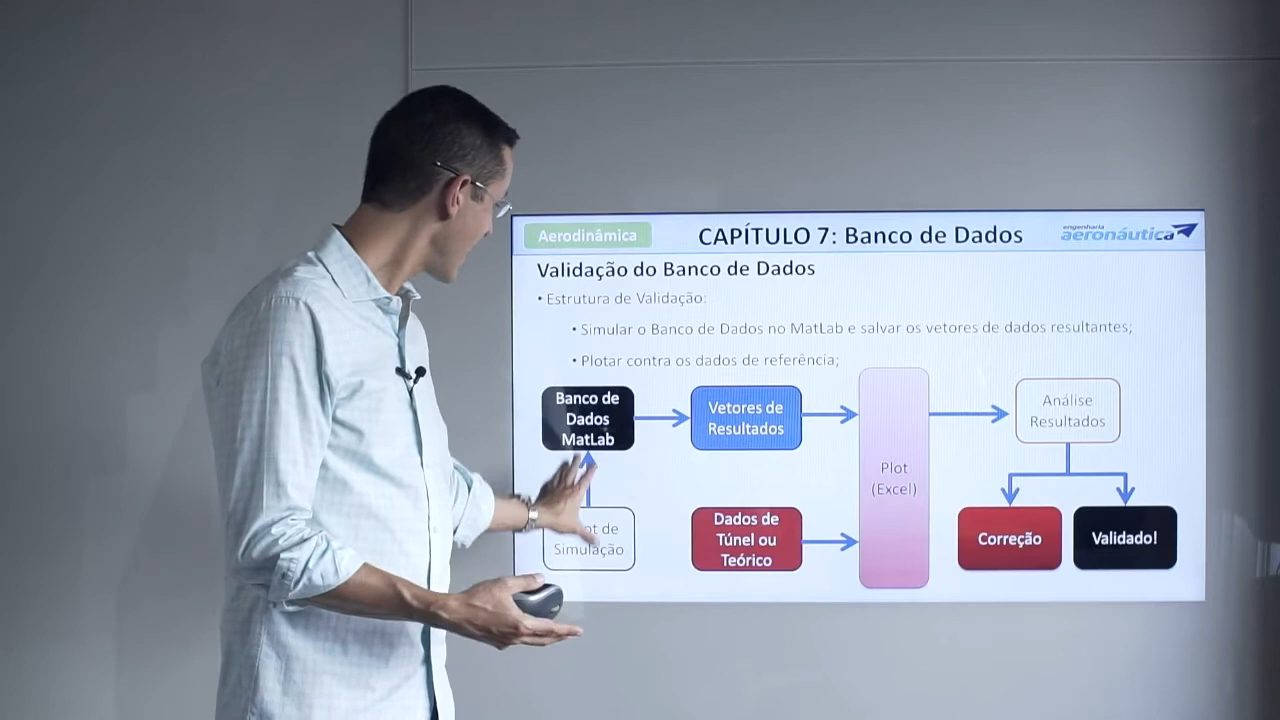 Aerodinâmica
CAPÍTULO 7: Banco de Dados
engenharia
aeronáutica
Validação do Banco de Dados
• Estrutura de Validação:
• Simular o Banco de Dados no MatLab e salvar os vetores de dados resultantes;
• Plotar contra os dados de referência;
Banco de
Dados
MatLab
Vetores de
Resultados
Plot
(Excel)
Análise
Resultados
de
Simulação
Dados de
Túnel ou
Teórico
Correção
Validado!